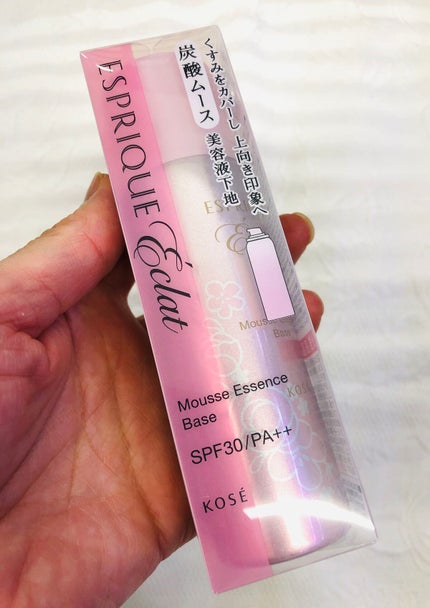 くすみをカバーし 上向き印象へ
炭酸ムース 美容液下地
ESPRIQUE
Éclat
Mousse Essence
Base
SPF30/PA++
KOSÉ